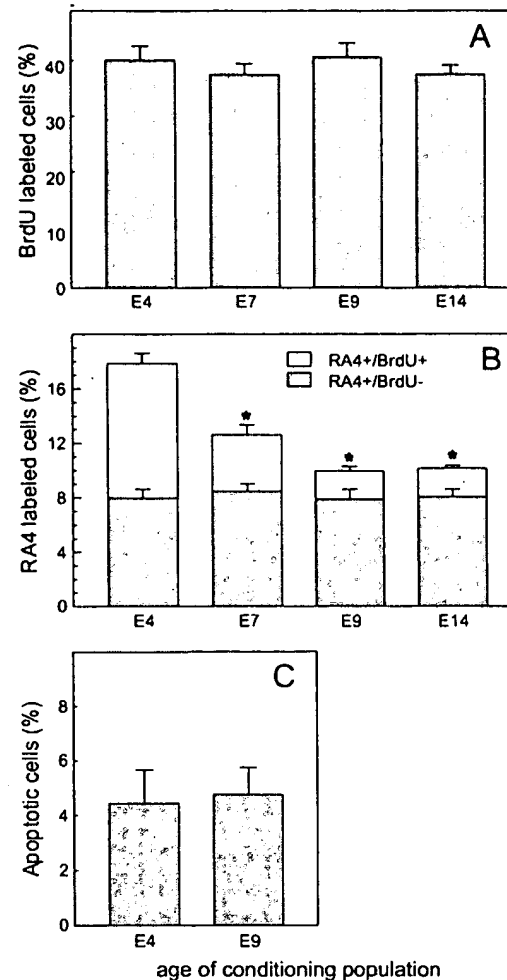 A
BrdU labeled cells (%)
40
30
20
10
0
E4 E7 E9 E14
B
RA4 labeled cells (%)
RA4+/BrdU+
RA4+/BrdU-
*
*
*
16
12
8
4
0
E4 E7 E9 E14
C
Apoptotic cells (%)
8
6
4
2
0
E4 E9
age of conditioning population